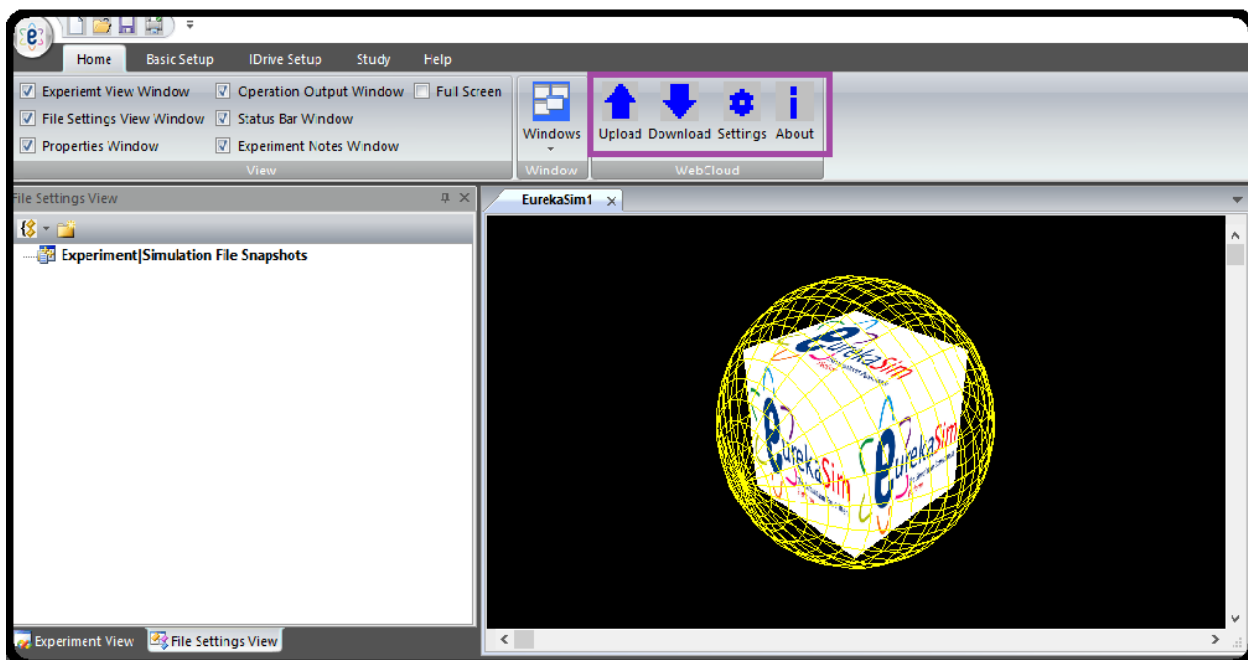 Home Basic Setup IDrive Setup Study Help
Experiemt View Window Operation Output Window Full Screen
File Settings View Window Status Bar Window
Properties Window Experiment Notes Window
Windows Upload Download Settings About
View Window WebCloud
File Settings View
EurekaSim1
Experiment|Simulation File Snapshots
EurekaSim
EurekaSim
EurekaSim
Experiment View File Settings View